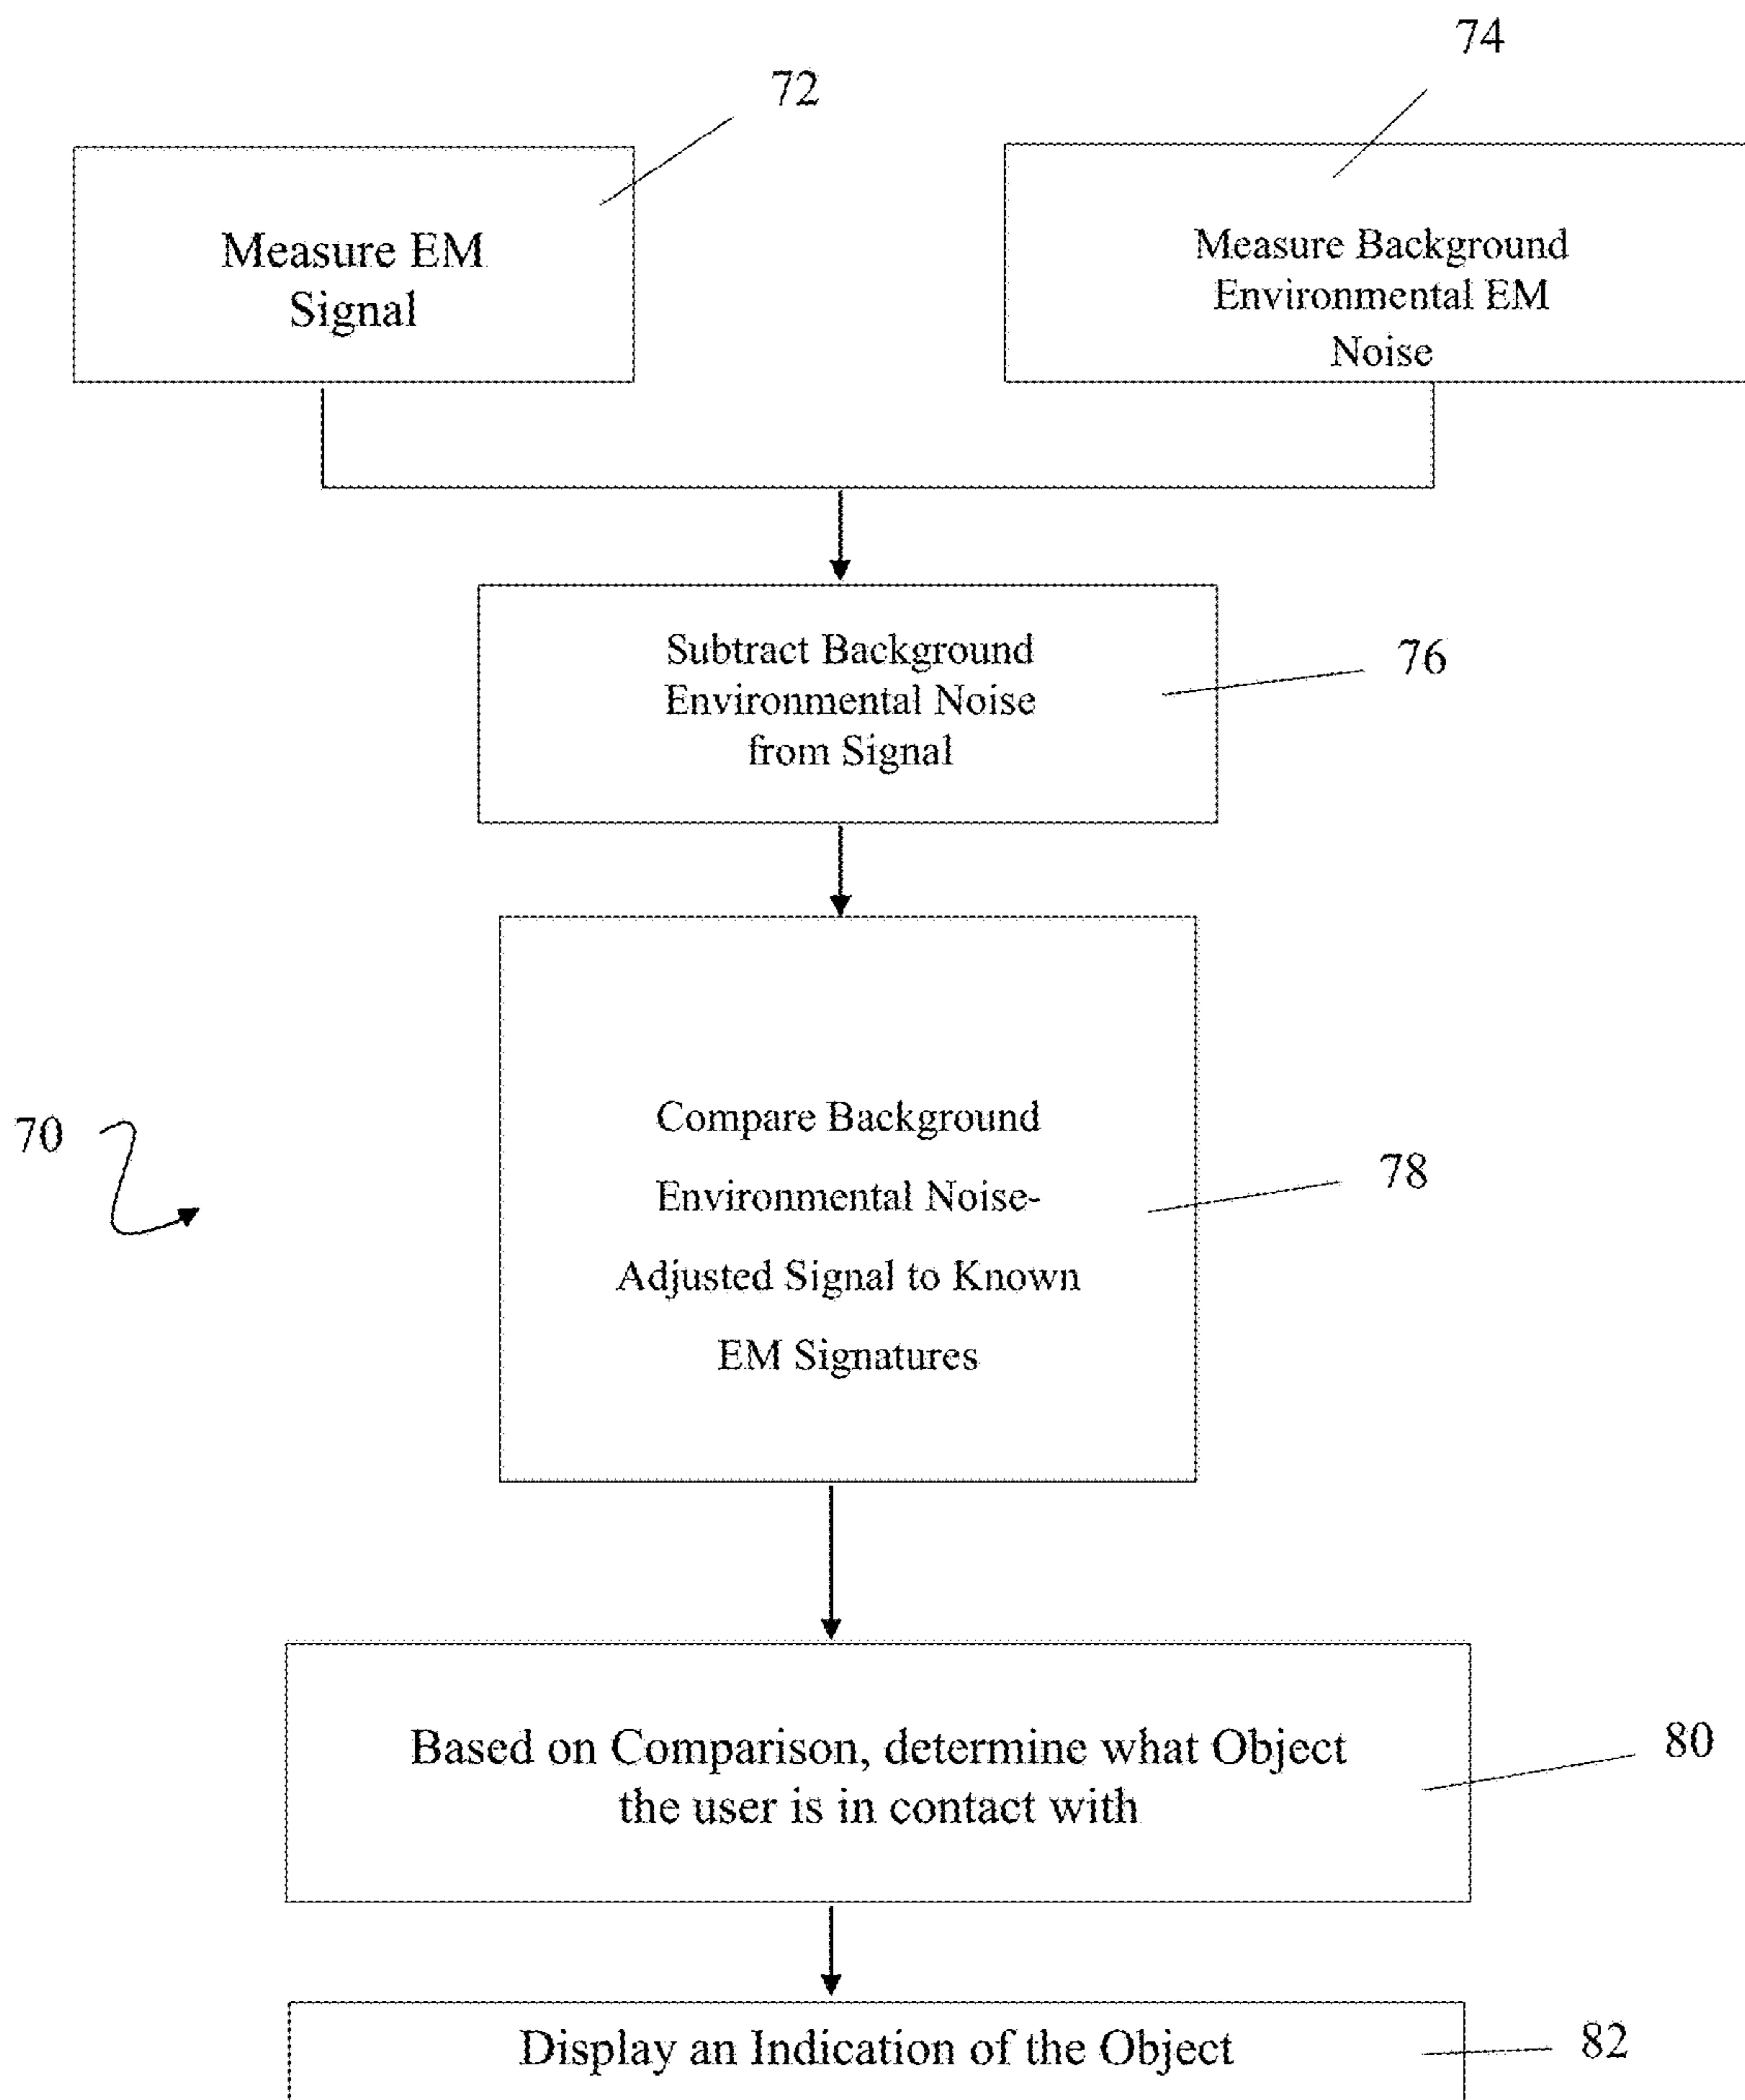 74
72
Measure EM
Signal
Measure Background
Environmental EM
Noise
Subtract Background
Environmental Noise
from Signal
76
Compare Background
Environmental Noise-
Adjusted Signal to Known
EM Signatures
70
78
Based on Comparison, determine what Object
the user is in contact with
80
Display an Indication of the Object
82